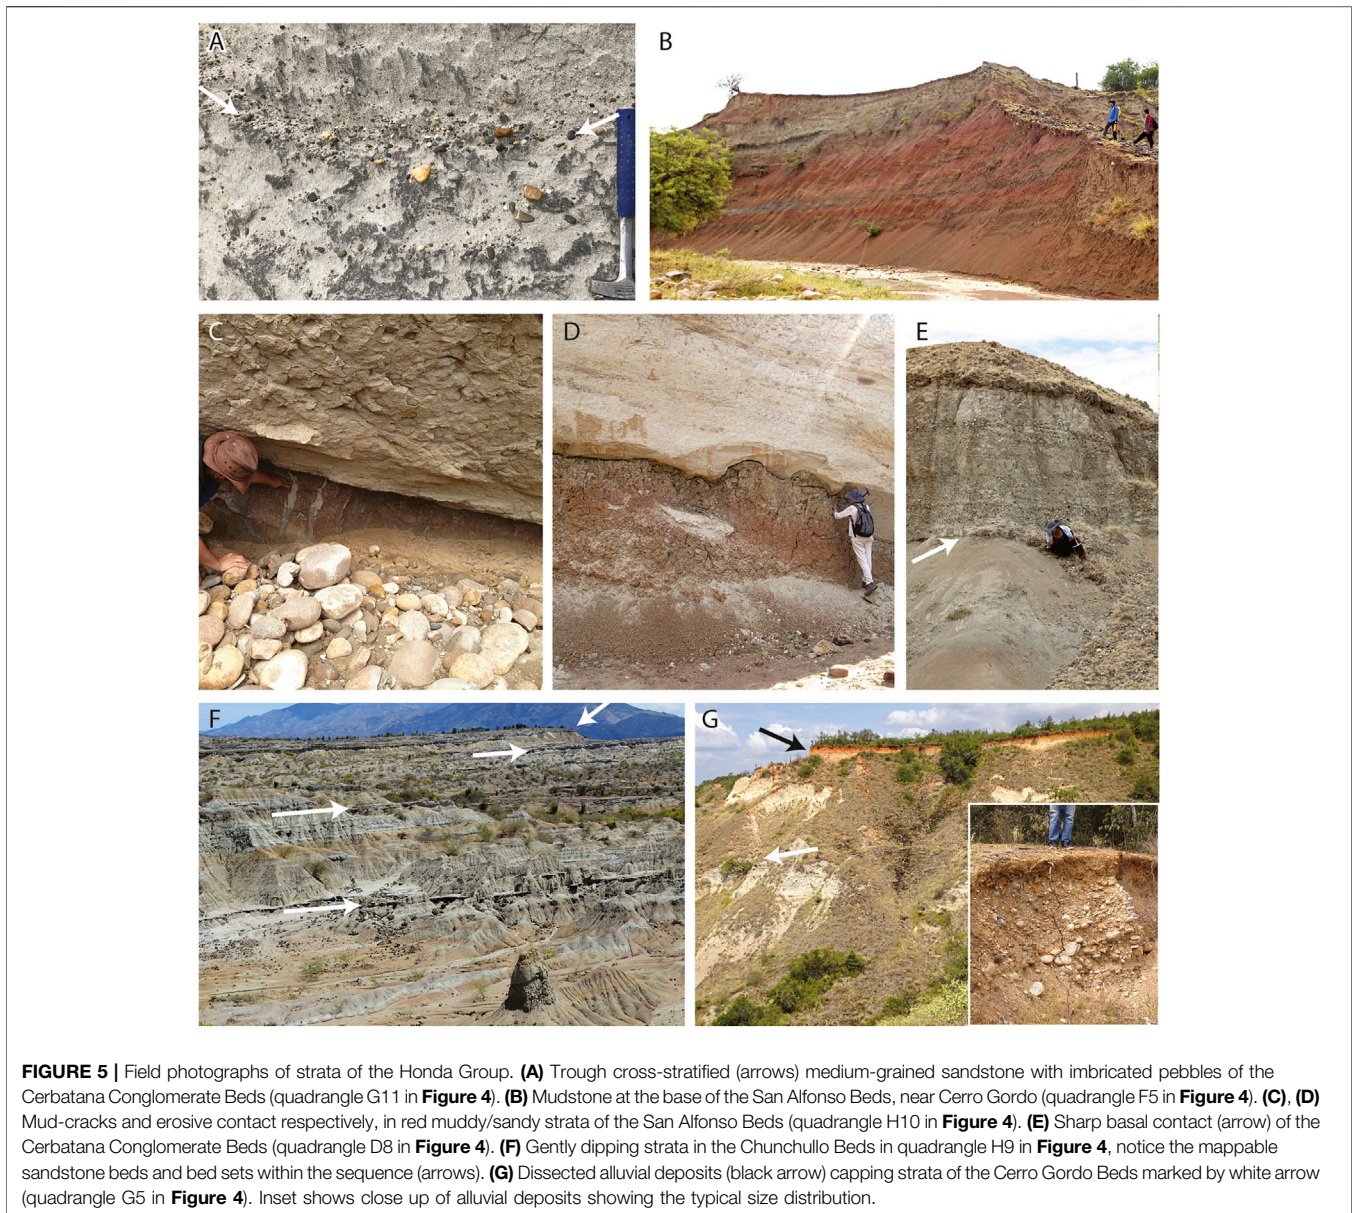 A
B
C
D
E
F
G
FIGURE 5 | Field photographs of strata of the Honda Group. (A) Trough cross-stratified (arrows) medium-grained sandstone with imbricated pebbles of the
Cerbatana Conglomerate Beds (quadrangle G11 in Figure 4). (B) Mudstone at the base of the San Alfonso Beds, near Cerro Gordo (quadrangle F5 in Figure 4). (C), (D)
Mud-cracks and erosive contact respectively, in red muddy/sandy strata of the San Alfonso Beds (quadrangle H10 in Figure 4). (E) Sharp basal contact (arrow) of the
Cerbatana Conglomerate Beds (quadrangle D8 in Figure 4). (F) Gently dipping strata in the Chunchullo Beds in quadrangle H9 in Figure 4, notice the mappable
sandstone beds and bed sets within the sequence (arrows). (G) Dissected alluvial deposits (black arrow) capping strata of the Cerro Gordo Beds marked by white arrow
(quadrangle G5 in Figure 4). Inset shows close up of alluvial deposits showing the typical size distribution.